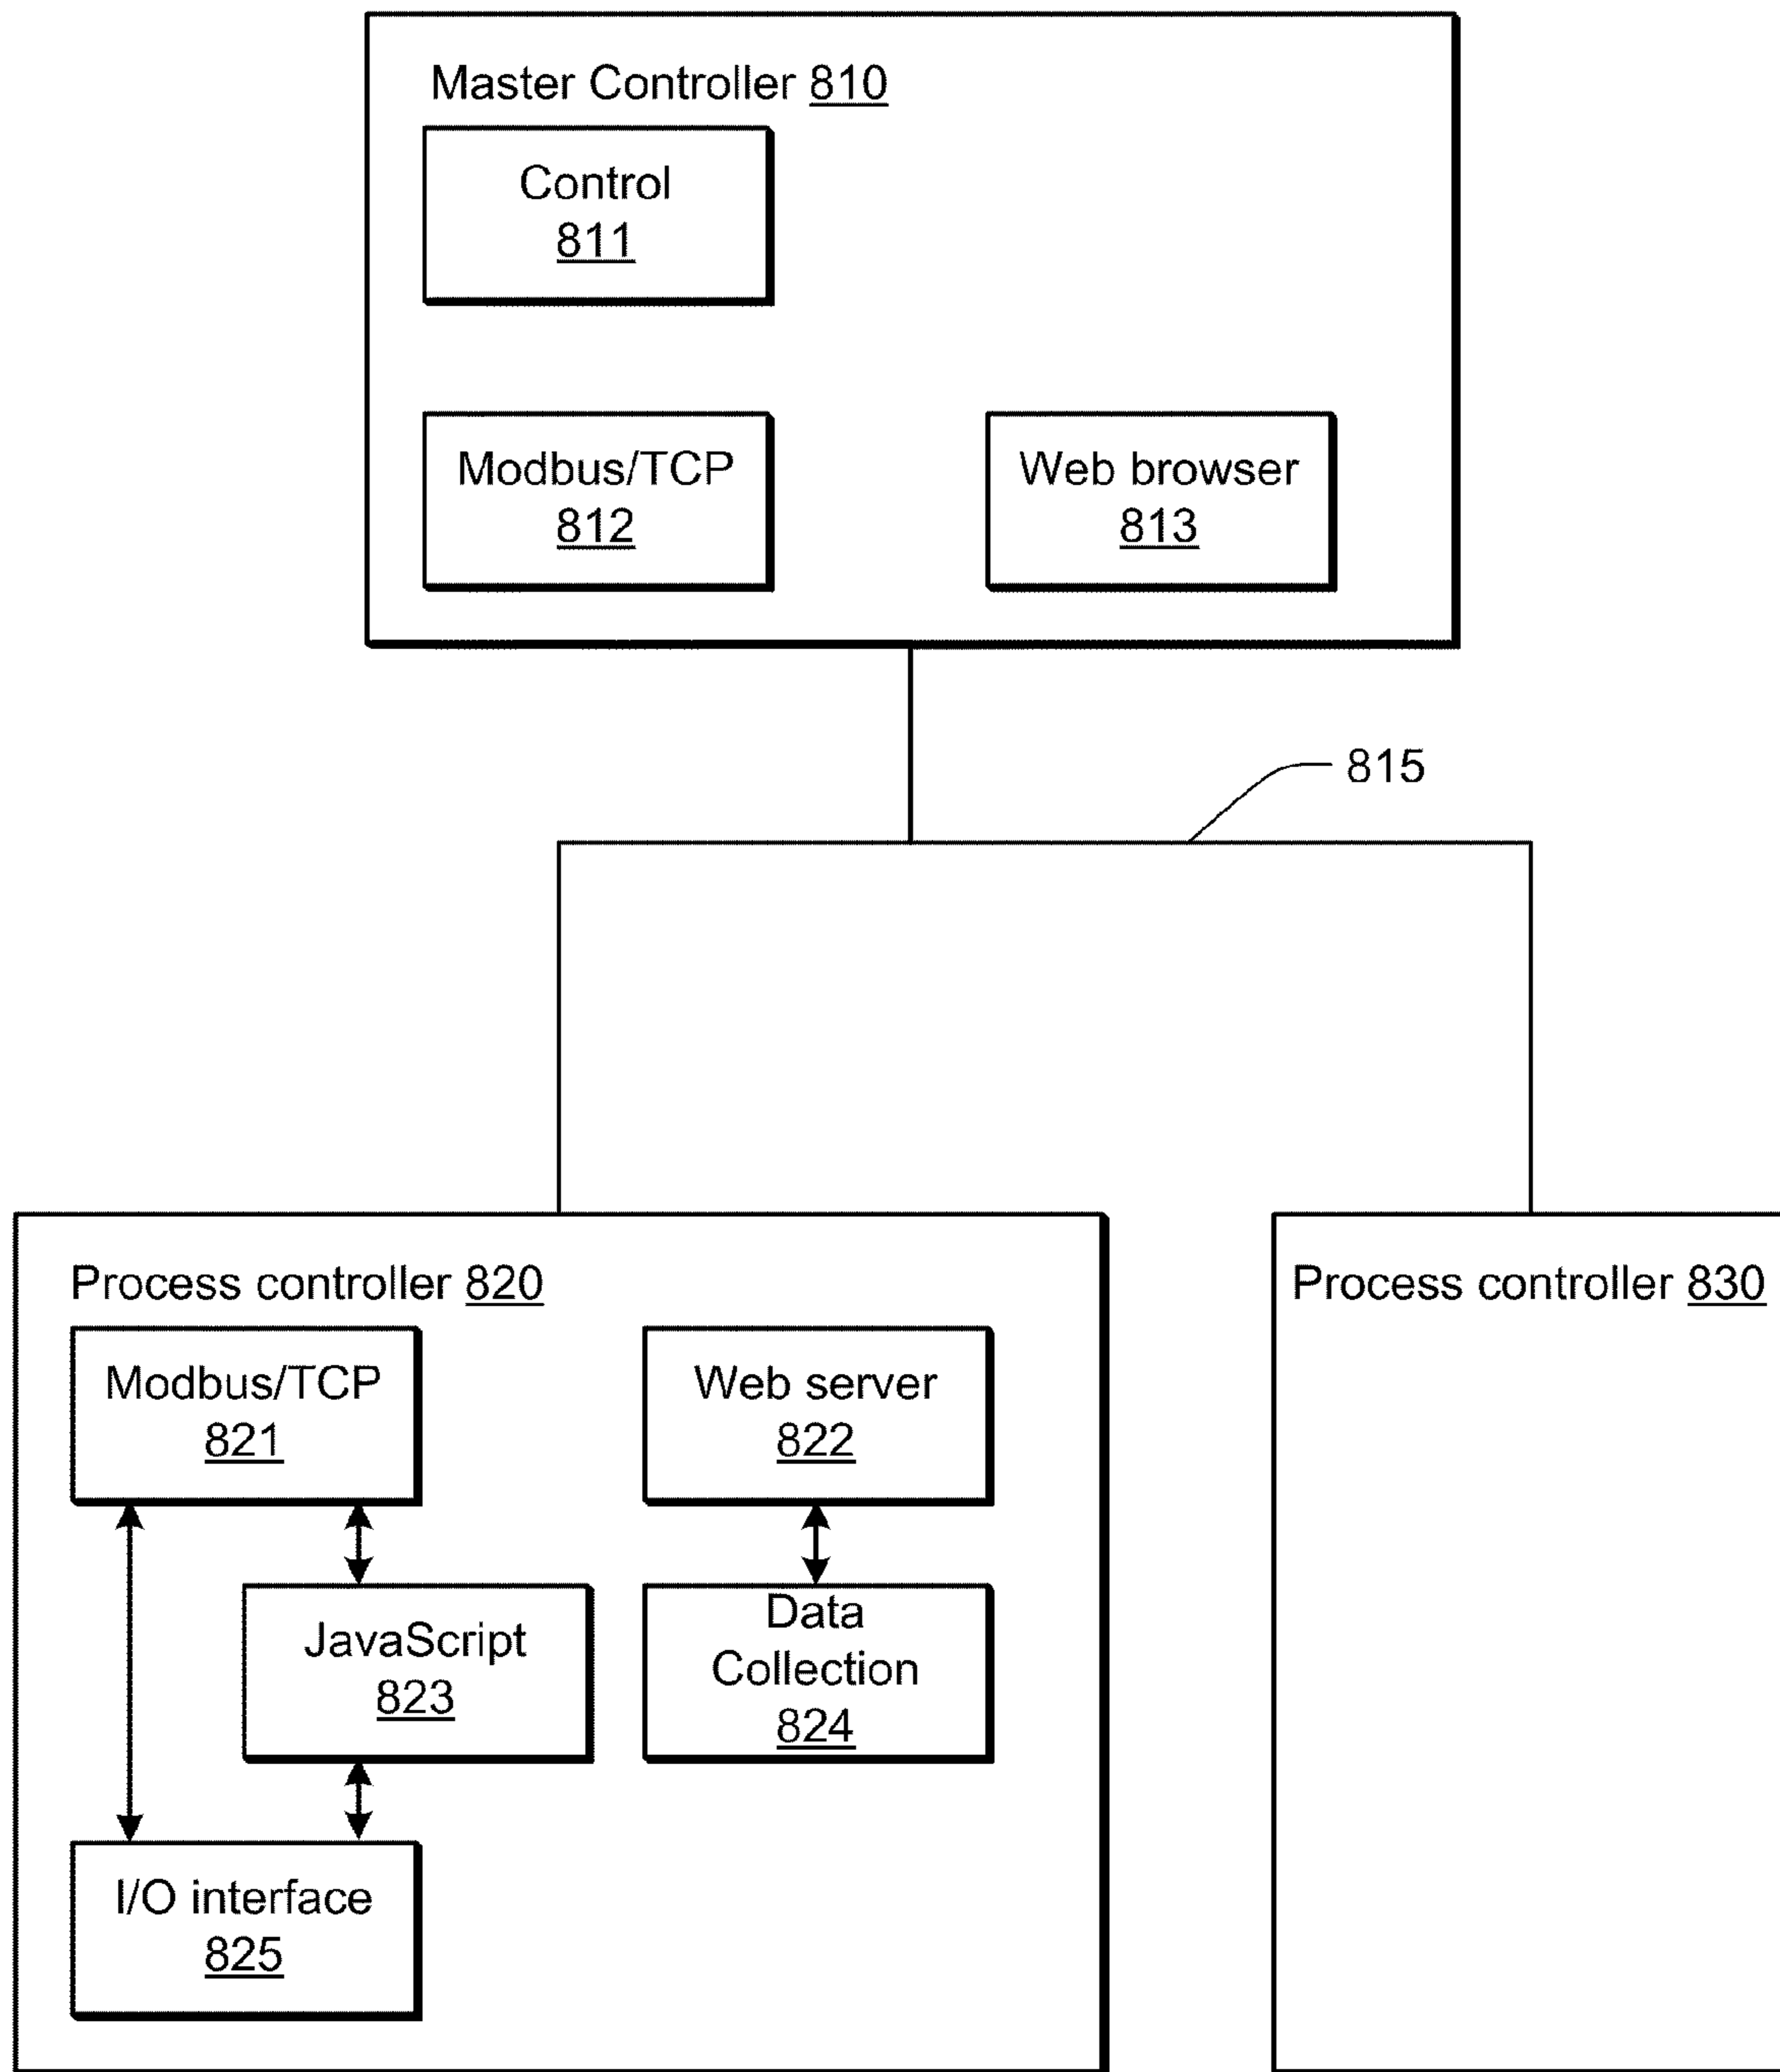 Master Controller 810
Control
811
Modbus/TCP
812
Web browser
813
815
Process controller 820
Modbus/TCP
821
Web server
822
JavaScript
823
Data
Collection
824
I/O interface
825
Process controller 830